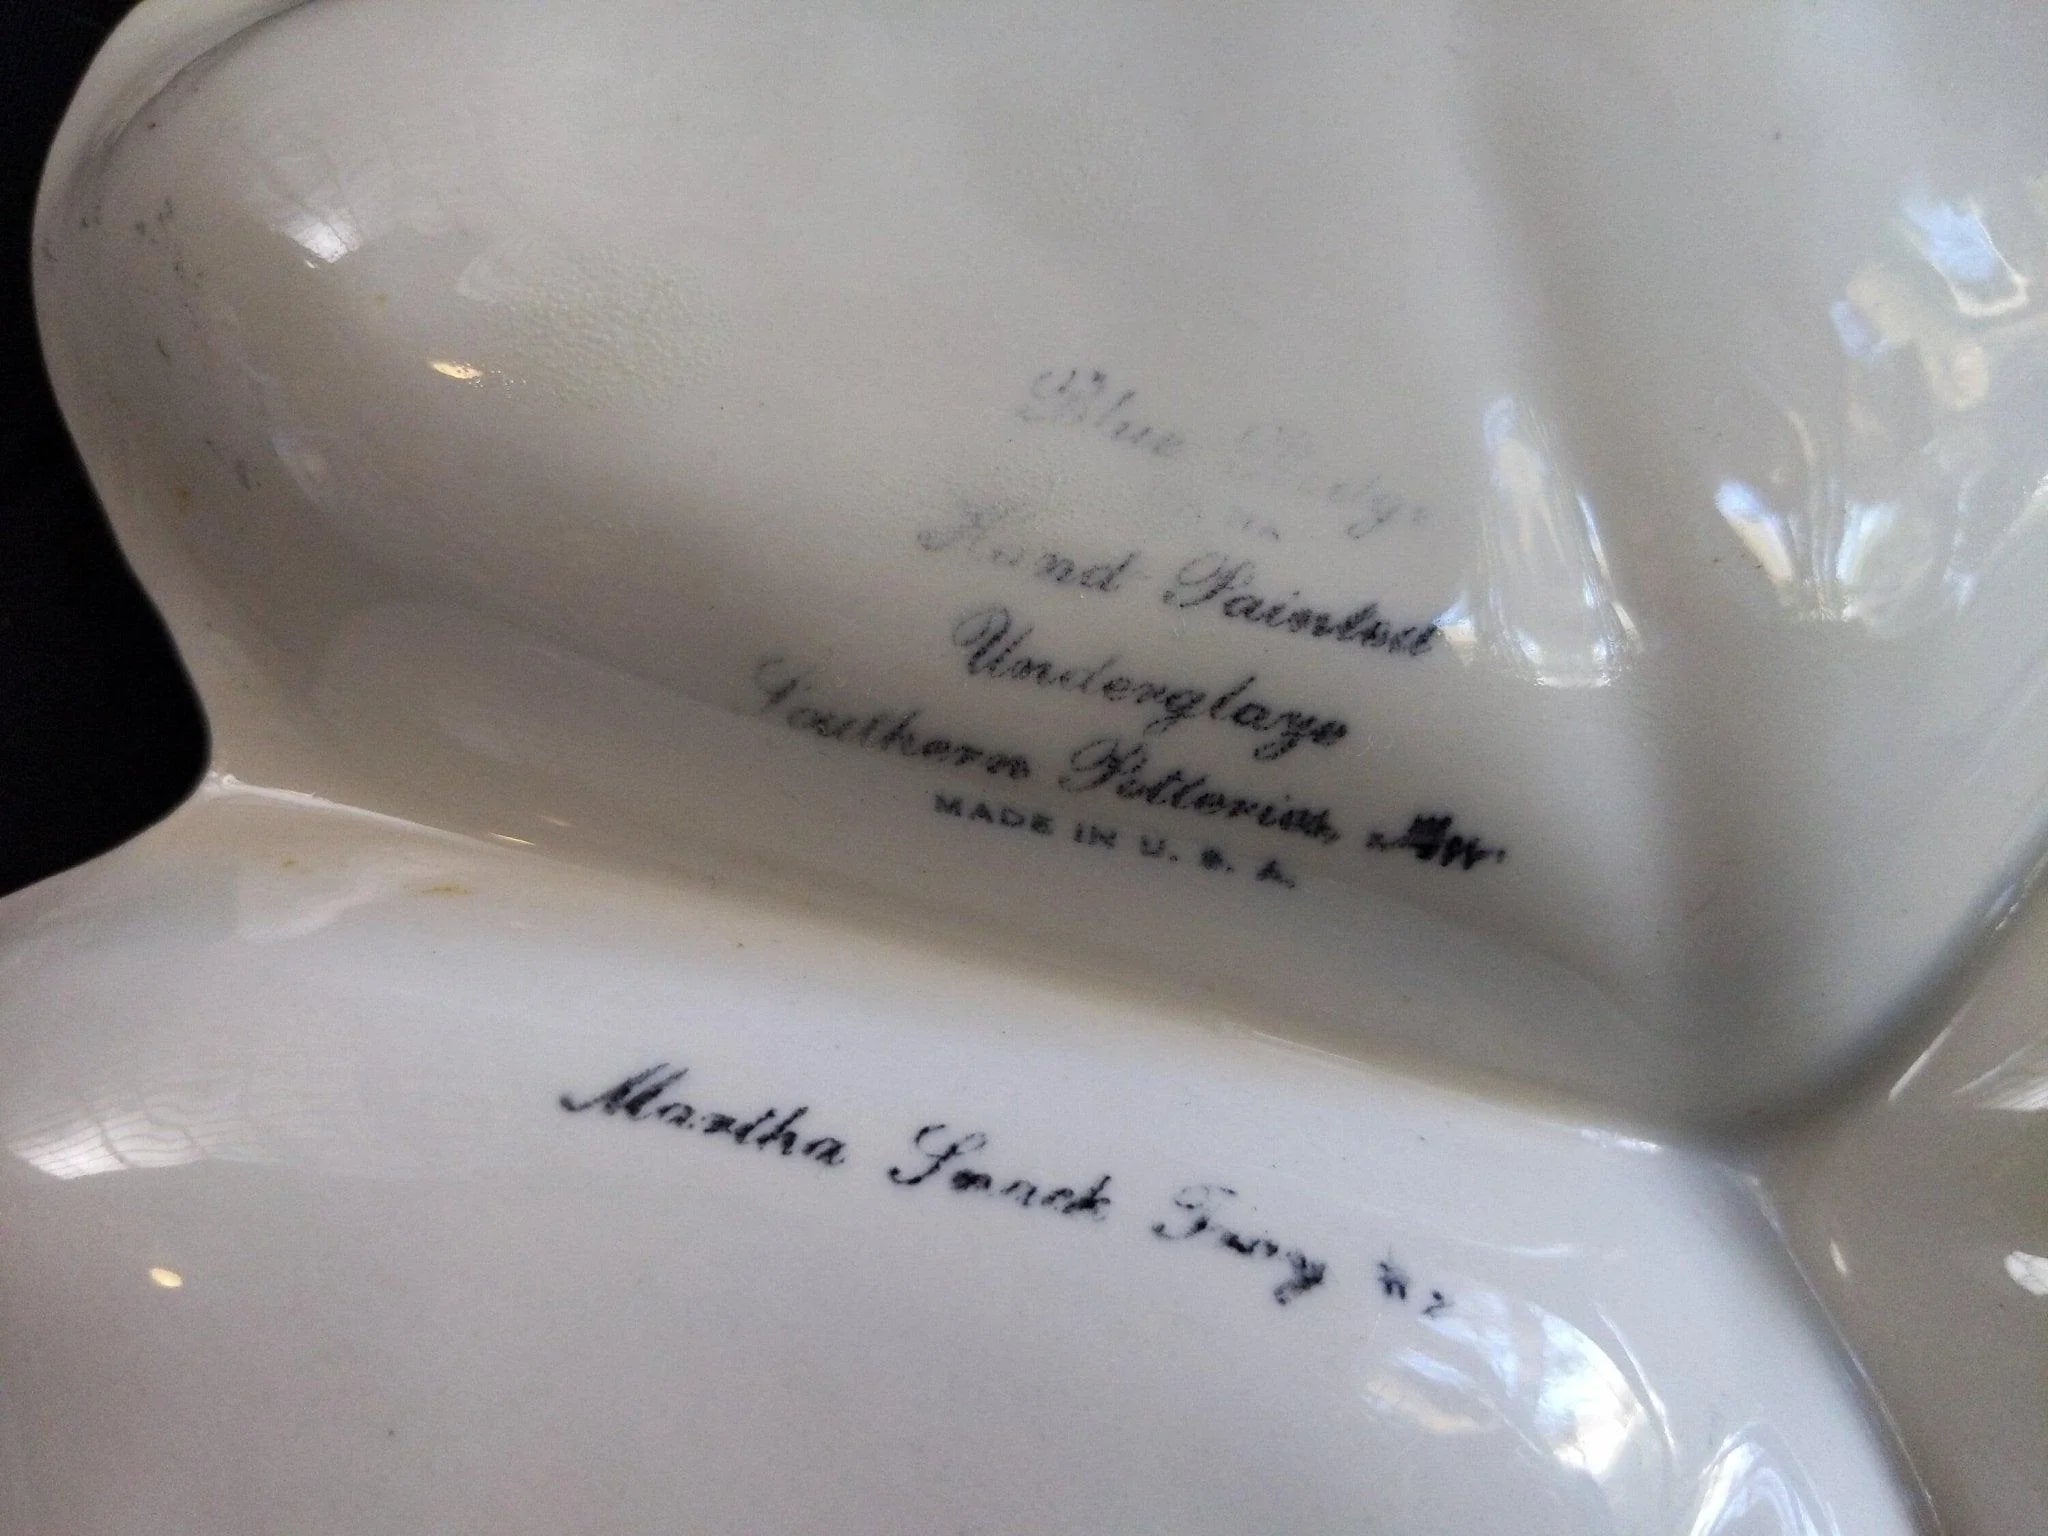 Blue Ridge
Hand Painted
Underglaze
Southern Potteries
MADE IN U. S. A.
Martha Snack Tray